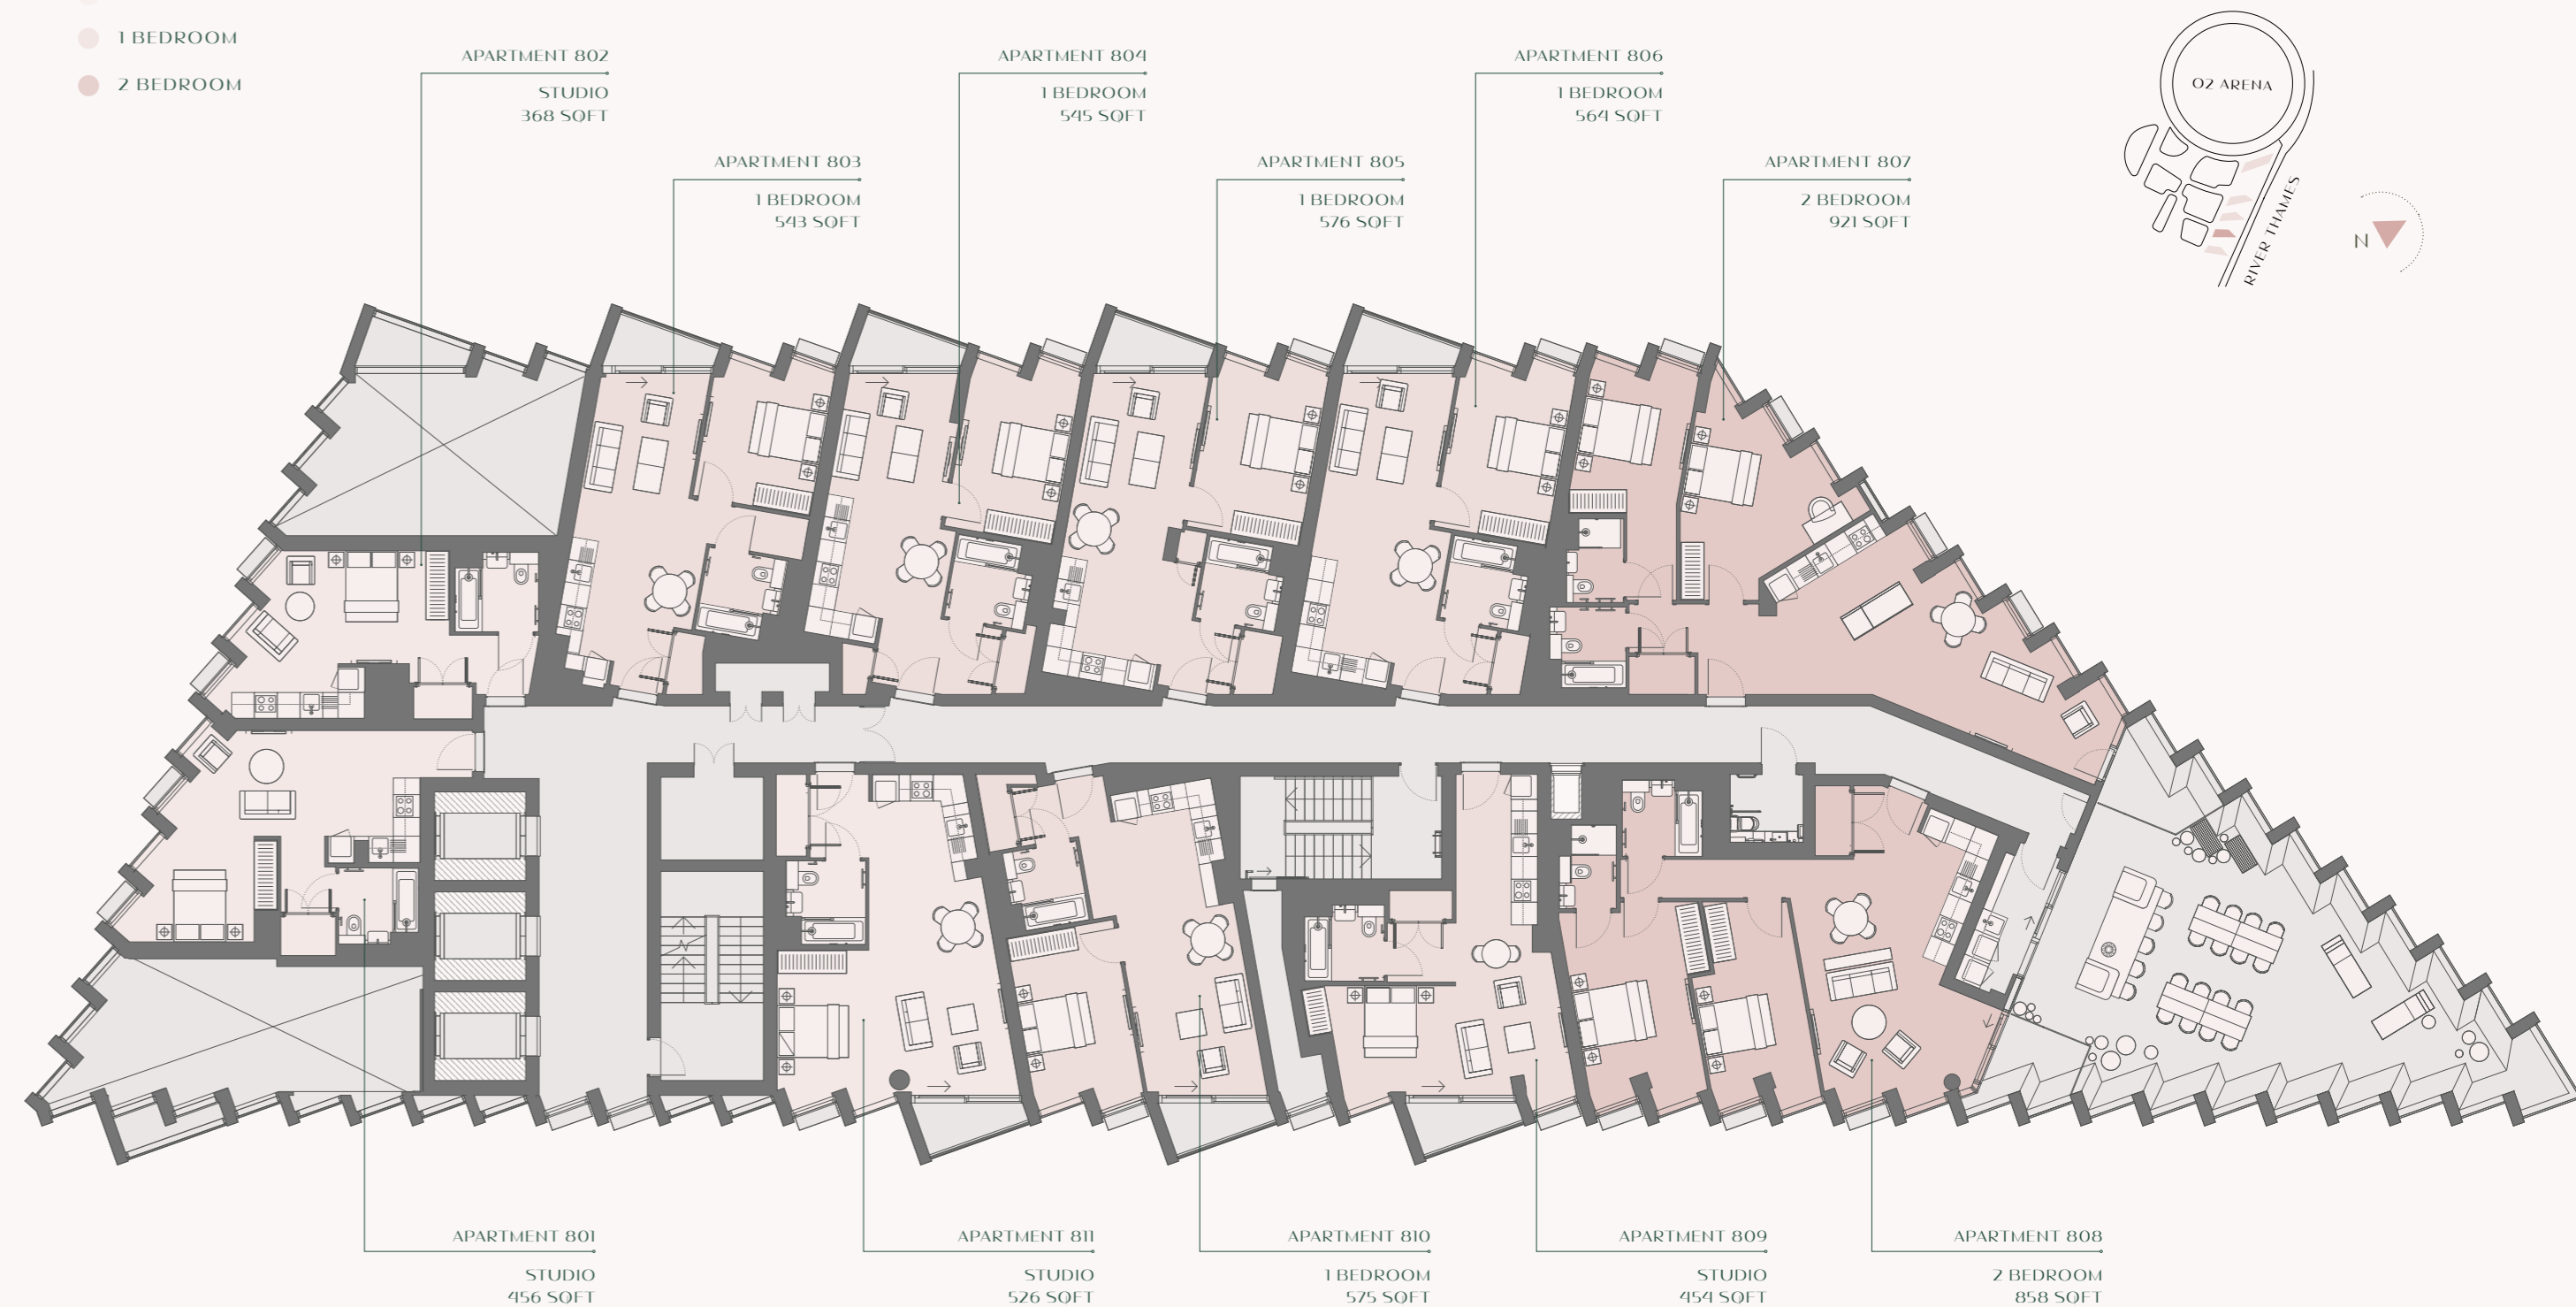 1 BEDROOM
2 BEDROOM
APARTMENT 802
STUDIO
368 SQFT
APARTMENT 803
1 BEDROOM
543 SQFT
APARTMENT 804
1 BEDROOM
545 SQFT
APARTMENT 805
1 BEDROOM
576 SQFT
APARTMENT 806
1 BEDROOM
564 SQFT
APARTMENT 807
2 BEDROOM
921 SQFT
O2 ARENA
RIVER THAMES
N
APARTMENT 801
STUDIO
456 SQFT
APARTMENT 811
STUDIO
526 SQFT
APARTMENT 810
1 BEDROOM
575 SQFT
APARTMENT 809
STUDIO
454 SQFT
APARTMENT 808
2 BEDROOM
858 SQFT